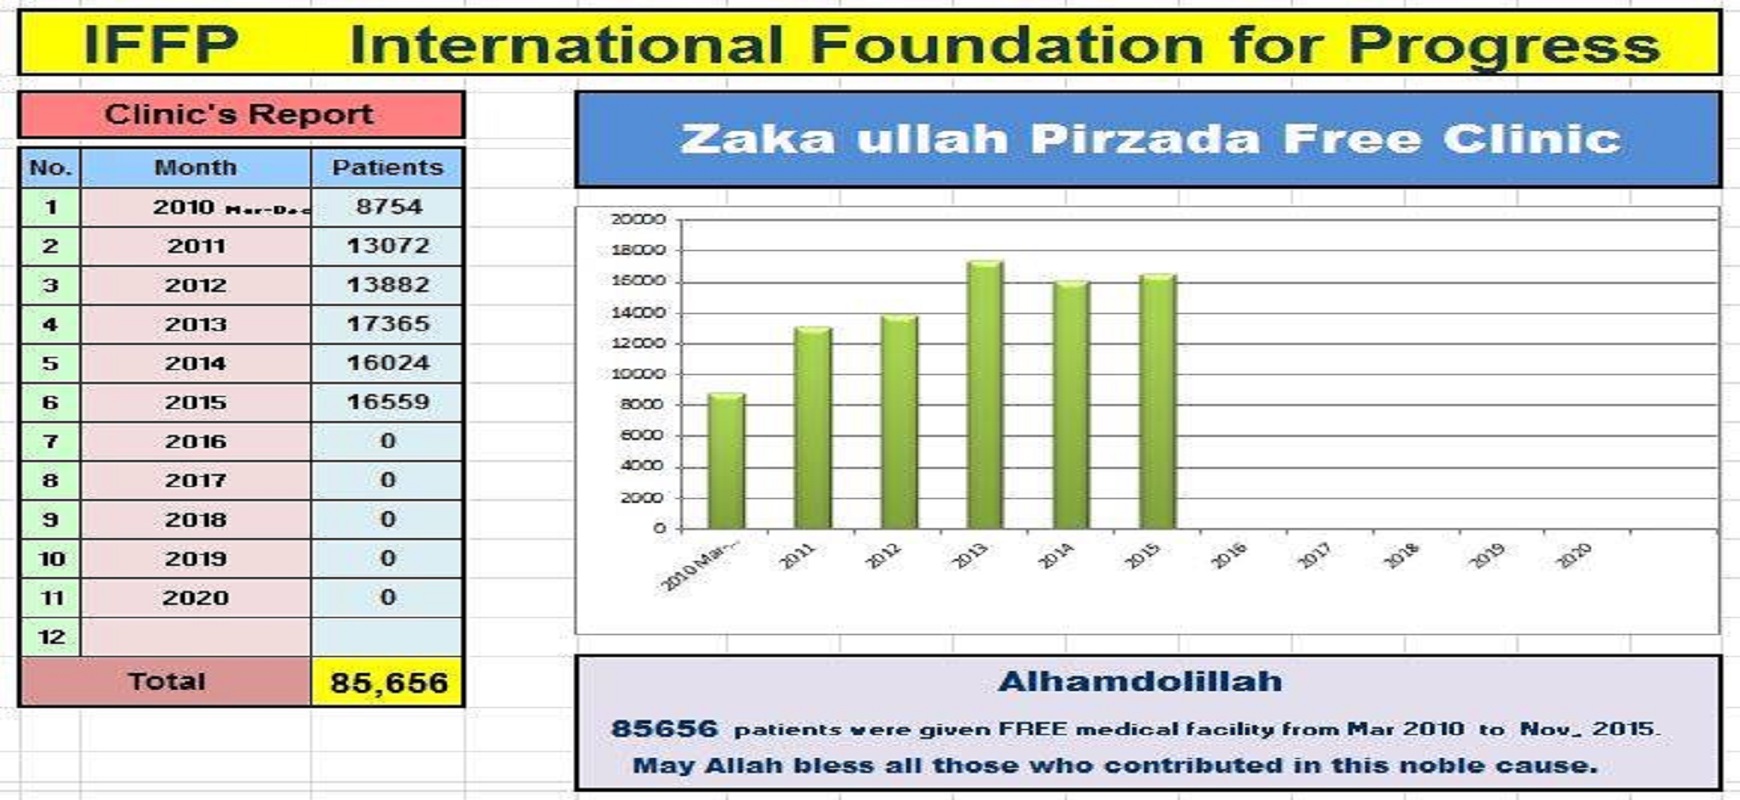 IFFP International Foundation for Progress
Clinic's Report
No. Month Patients
1 2010 Mar-Dec 8754
2 2011 13072
3 2012 13882
4 2013 17365
5 2014 16024
6 2015 16559
7 2016 0
8 2017 0
9 2018 0
10 2019 0
11 2020 0
12
Total 85,656
Zaka ullah Pirzada Free Clinic
20000
18000
16000
14000
12000
10000
8000
6000
4000
2000
0
2010 Mar-... 2011 2012 2013 2014 2015 2016 2017 2018 2019 2020
Alhamdolillah
85656 patients were given FREE medical facility from Mar 2010 to Nov, 2015.
May Allah bless all those who contributed in this noble cause.